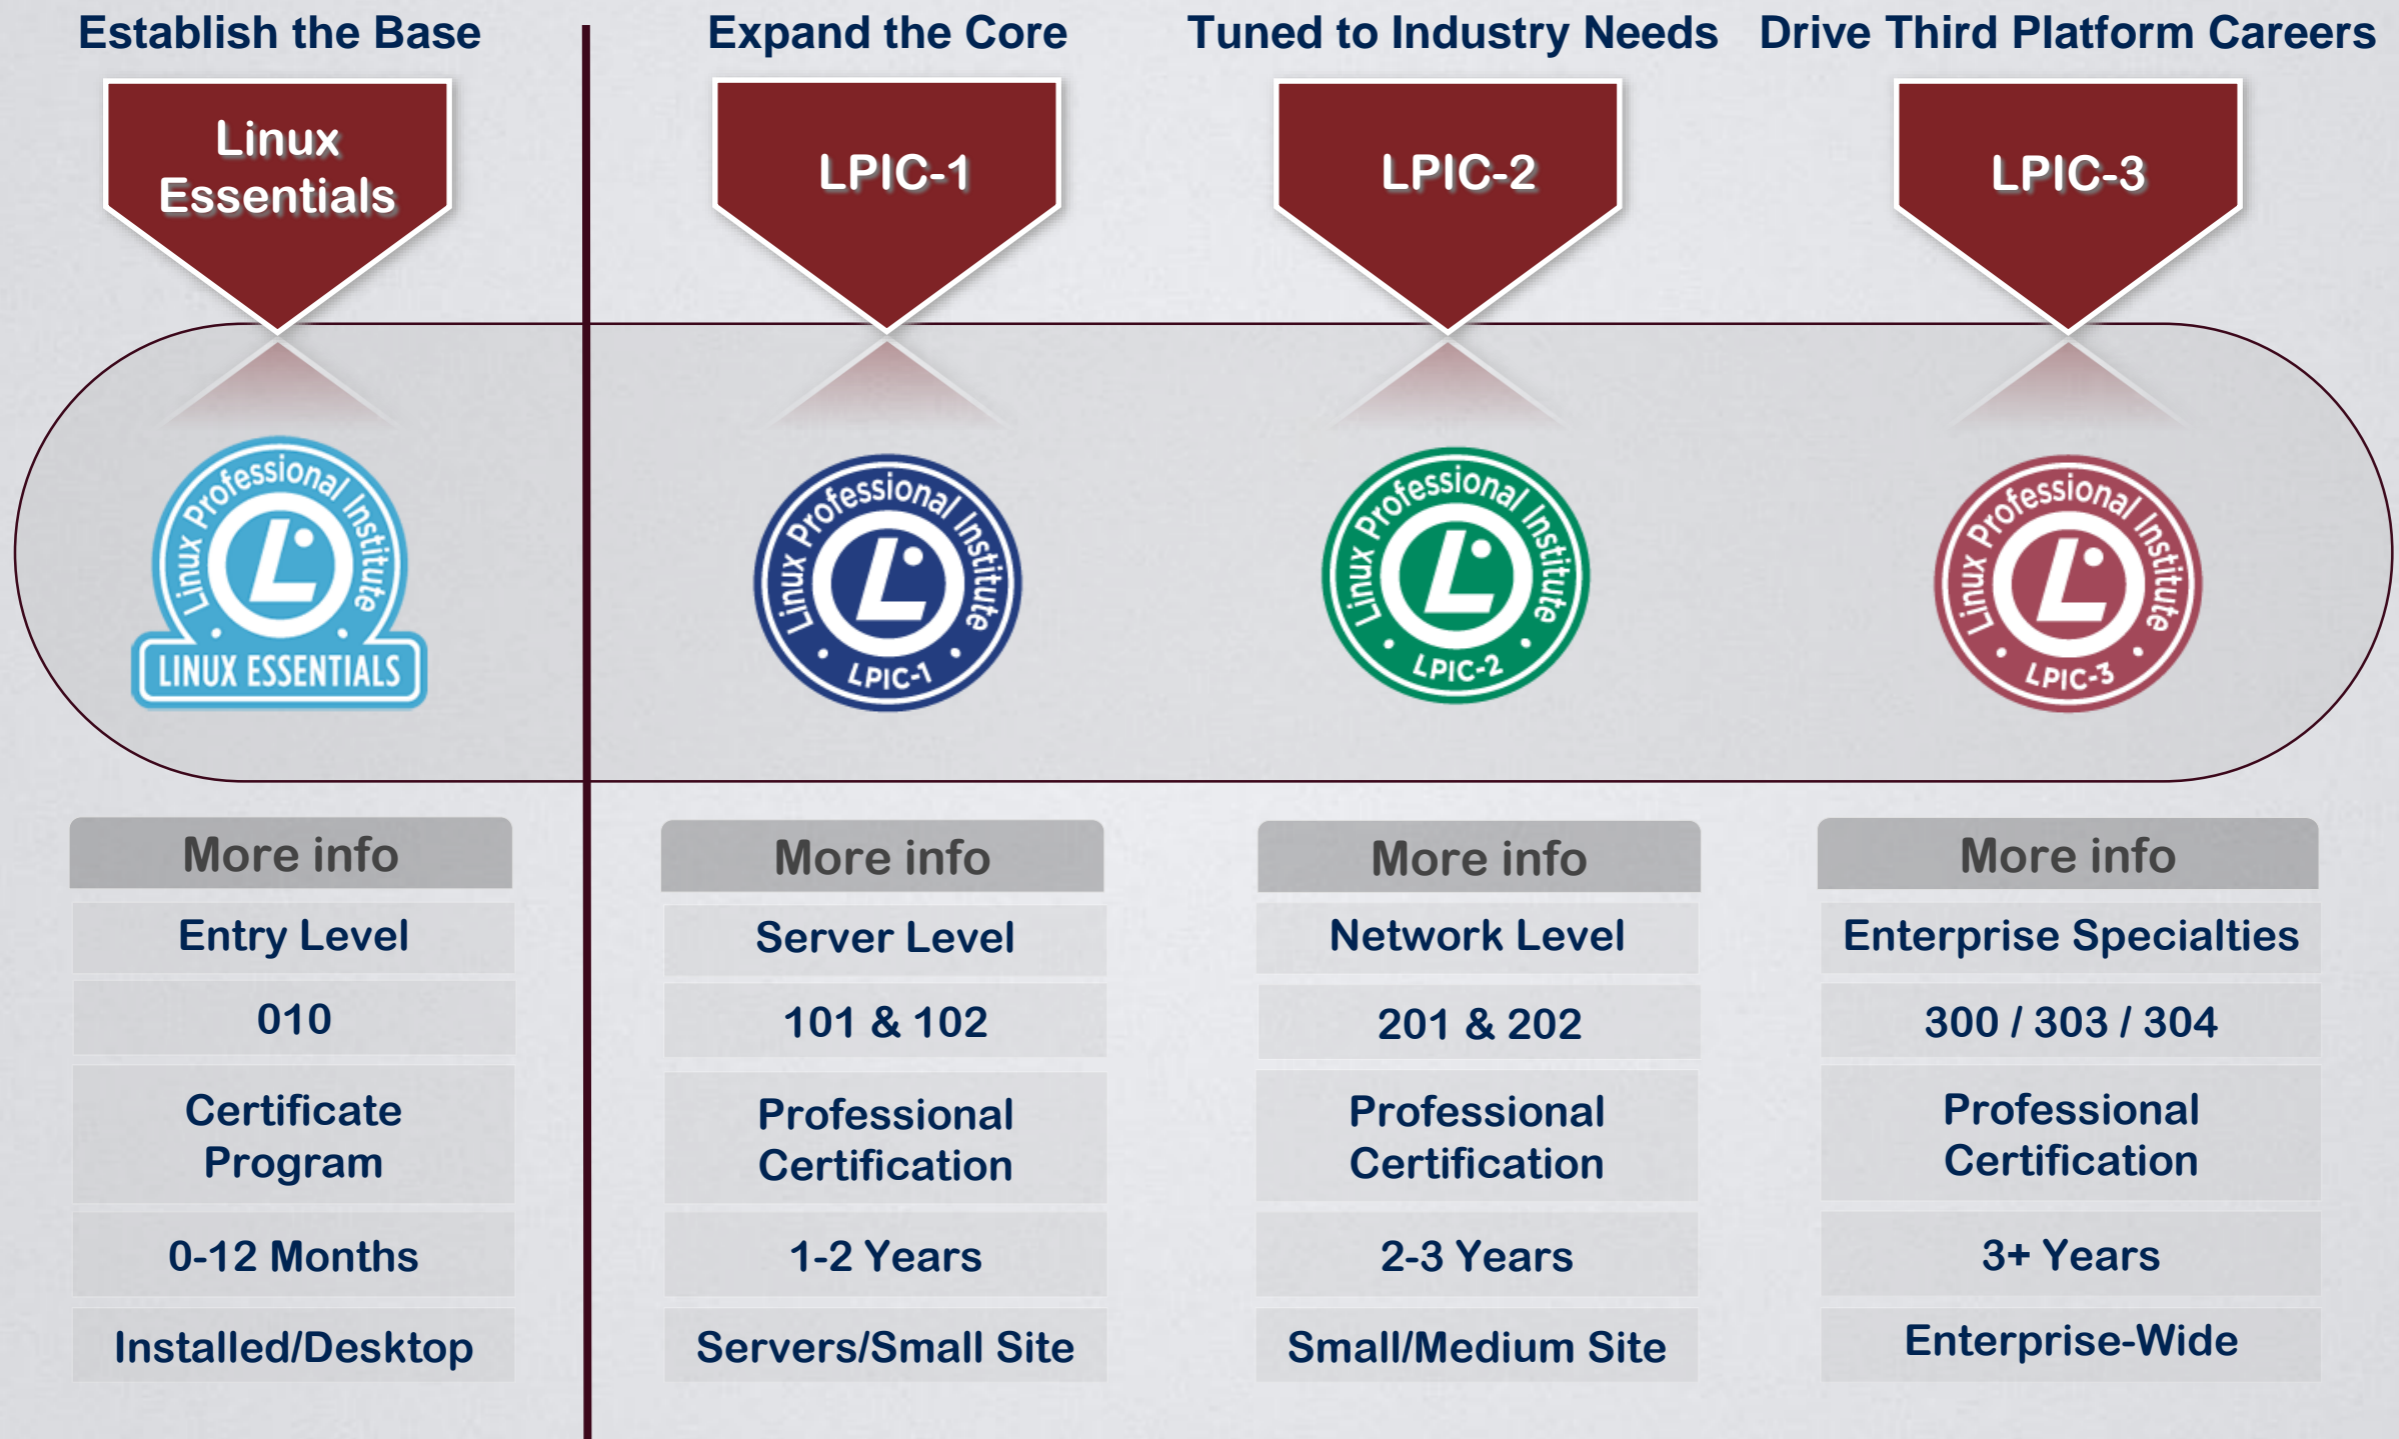 Establish the Base
Expand the Core
Tuned to Industry Needs
Drive Third Platform Careers
Linux
Essentials
LPIC-1
LPIC-2
LPIC-3
Linux Professional Institute
LINUX ESSENTIALS
Linux Professional Institute
LPIC-1
Linux Professional Institute
LPIC-2
Linux Professional Institute
LPIC-3
More info
Entry Level
010
Certificate
Program
0-12 Months
Installed/Desktop
More info
Server Level
101 & 102
Professional
Certification
1-2 Years
Servers/Small Site
More info
Network Level
201 & 202
Professional
Certification
2-3 Years
Small/Medium Site
More info
Enterprise Specialties
300 / 303 / 304
Professional
Certification
3+ Years
Enterprise-Wide